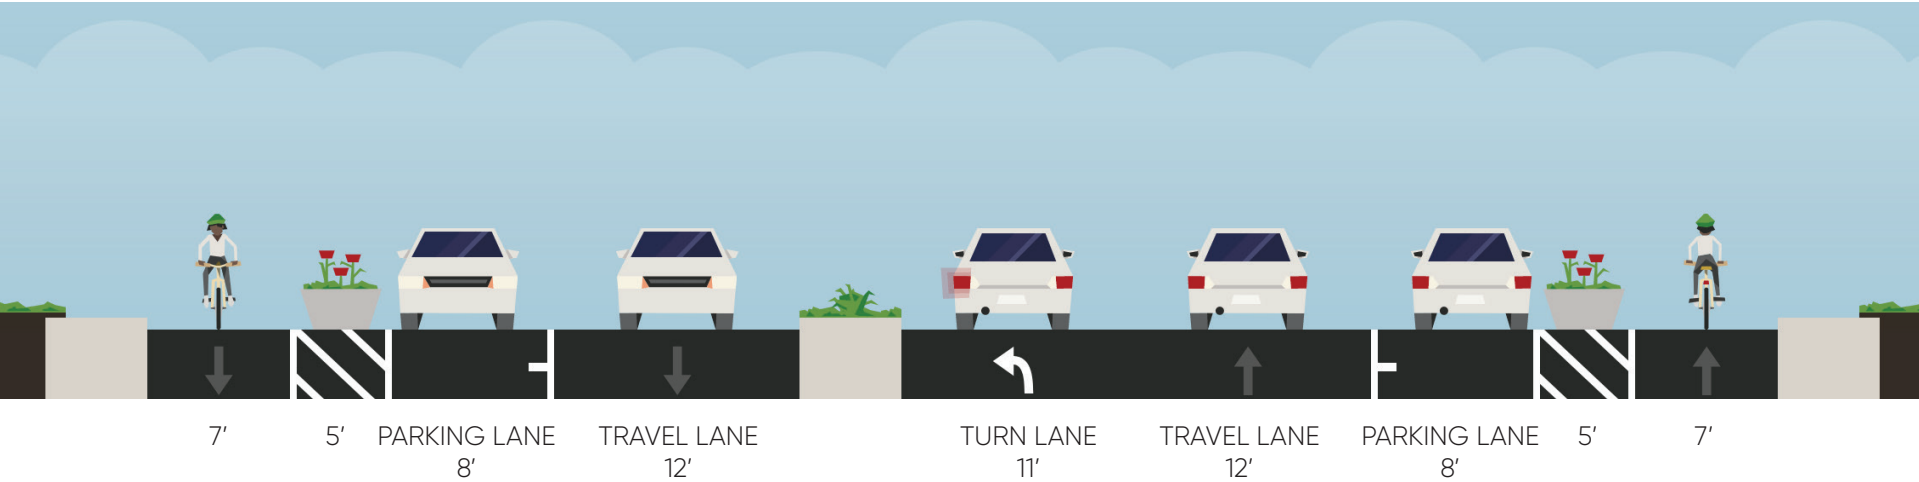 7′ 5′ PARKING LANE TRAVEL LANE TURN LANE TRAVEL LANE PARKING LANE 5′ 7′
8′ 12′ 11′ 12′ 8′